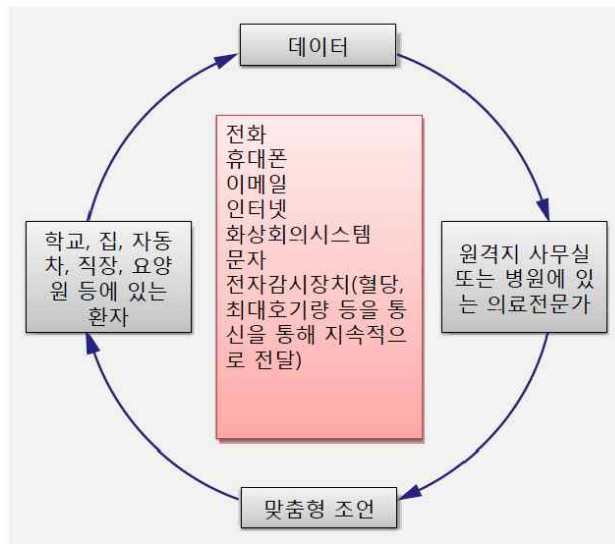 데이터
전화
휴대폰
이메일
인터넷
화상회의시스템
문자
전자감시장치(혈당,
최대호기량 등을 통
신을 통해 지속적으
로 전달)
학교, 집, 자동
차, 직장, 요양
원 등에 있는
환자
원격지 사무실
또는 병원에 있
는 의료전문가
맞춤형 조언